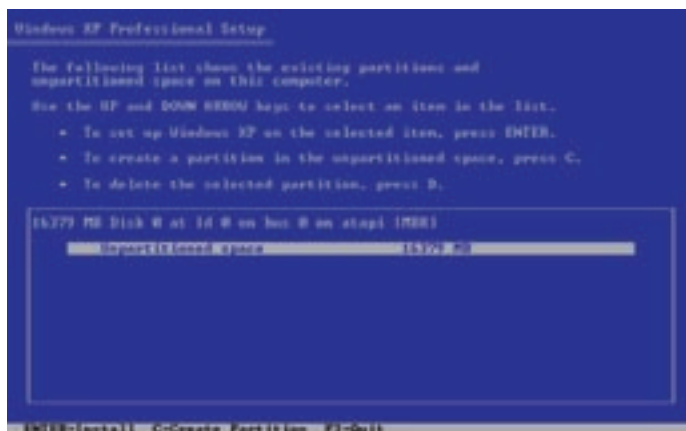 Windows XP Professional Setup
The following list shows the existing partitions and
unpartitioned space on this computer.
Use the UP and DOWN ARROW keys to select an item in the list.
• To set up Windows XP on the selected item, press ENTER.
• To create a partition in the unpartitioned space, press C.
• To delete the selected partition, press D.
16379 MB Disk 0 at Id 0 on bus 0 on atapi [MBR]
Unpartitioned space 16379 MB
ENTER=Install C=Create Partition F3=Quit